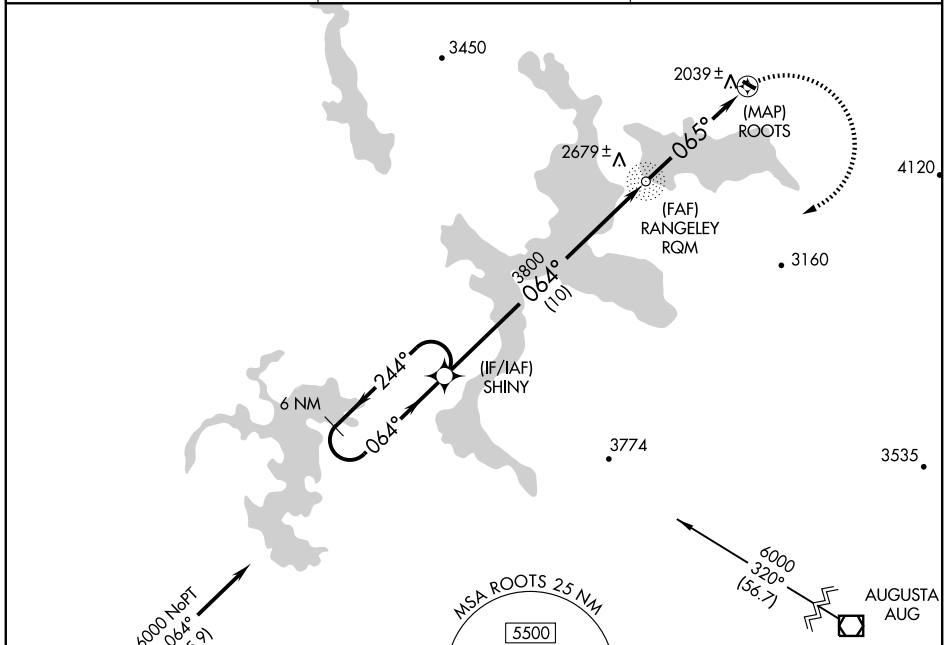 3450
2039±
(MAP)
ROOTS
065°
2679±
4120
(FAF)
RANGELEY
RQM
3160
3800
064°
(10)
(IF/IAF)
SHINY
244°
6 NM
064°
3774
3535
6000 NoPT
064°
6000
320°
(56.7)
AUGUSTA
AUG
MSA ROOTS 25 NM
5500